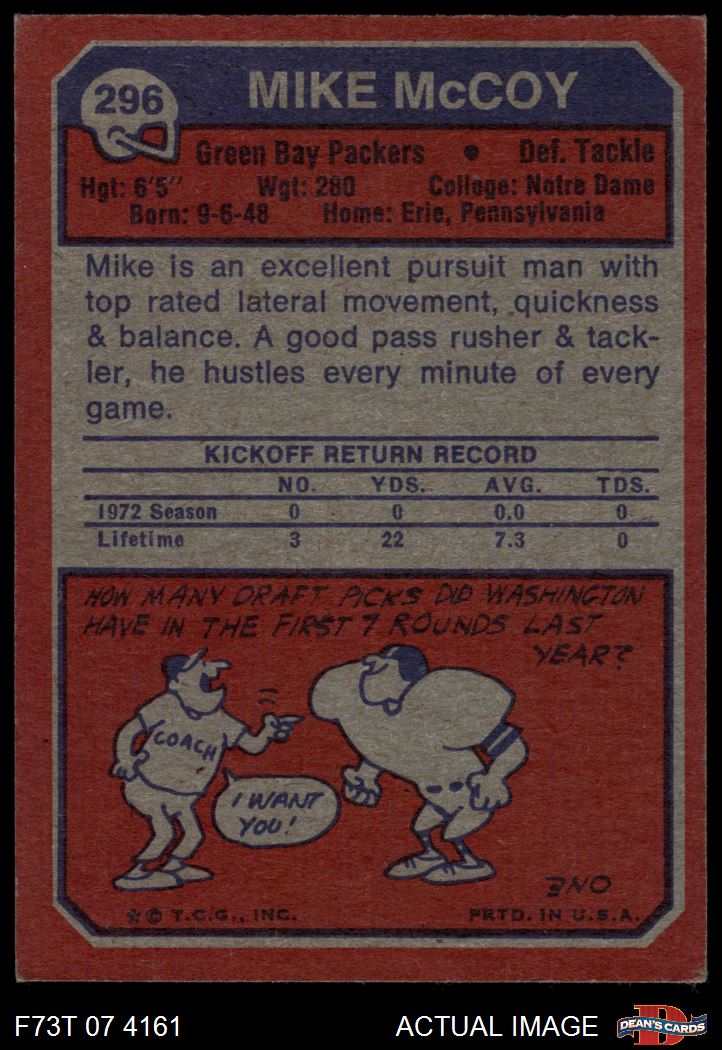 296
MIKE McCOY
Green Bay Packers • Def. Tackle
Hgt: 6'5" Wgt: 280 College: Notre Dame
Born: 9-6-48 Home: Erie, Pennsylvania
Mike is an excellent pursuit man with
top rated lateral movement, quickness
& balance. A good pass rusher & tack-
ler, he hustles every minute of every
game.
KICKOFF RETURN RECORD
NO. YDS. AVG. TDS.
1972 Season 0 0 0.0 0
Lifetime 3 22 7.3 0
HOW MANY DRAFT PICKS DID WASHINGTON
HAVE IN THE FIRST 7 ROUNDS LAST
YEAR?
COACH
I WANT
YOU!
ONE
* © T.C.G., INC. PRTD. IN U.S.A.
F73T 07 4161 ACTUAL IMAGE
D
DEAN'S CARDS